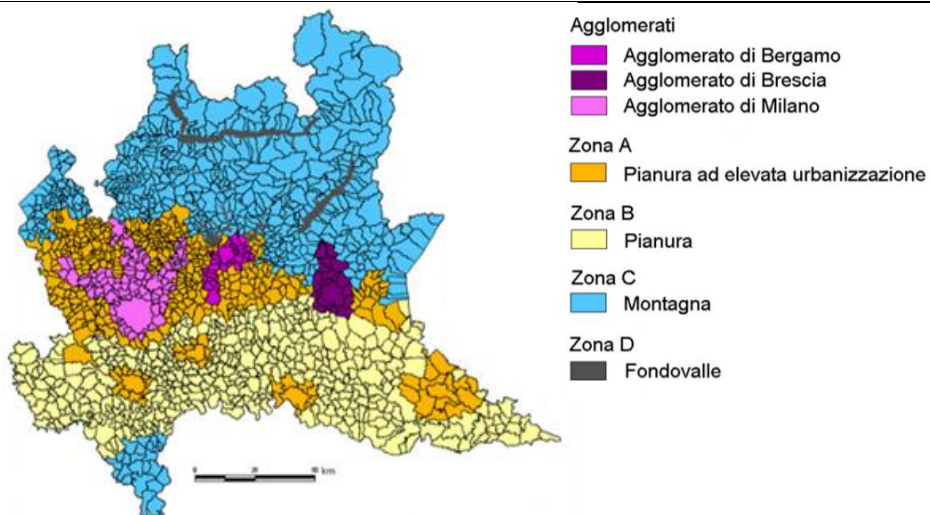 Agglomerati
Agglomerato di Bergamo
Agglomerato di Brescia
Agglomerato di Milano
Zona A
Pianura ad elevata urbanizzazione
Zona B
Pianura
Zona C
Montagna
Zona D
Fondovalle
km